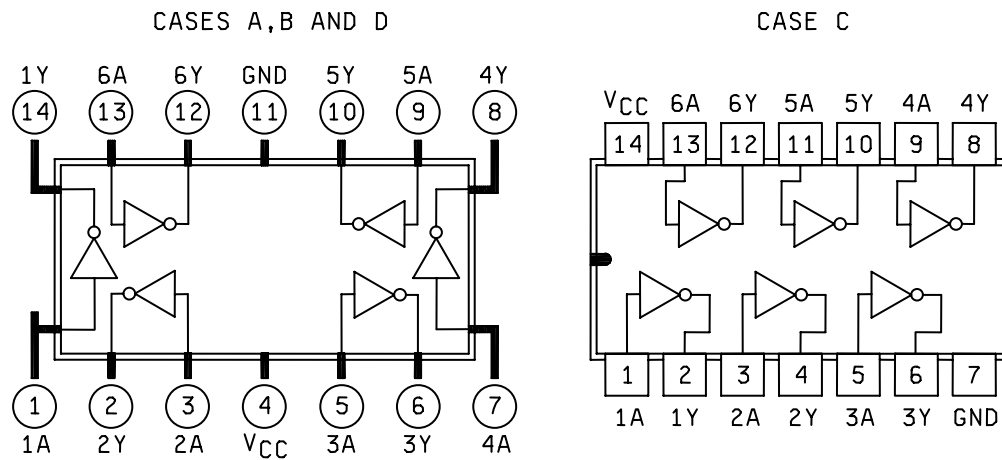 CASES A,B AND D
1Y 6A 6Y GND 5Y 5A 4Y
14 13 12 11 10 9 8
1 2 3 4 5 6 7
1A 2Y 2A VCC 3A 3Y 4A
CASE C
VCC 6A 6Y 5A 5Y 4A 4Y
14 13 12 11 10 9 8
1 2 3 4 5 6 7
1A 1Y 2A 2Y 3A 3Y GND